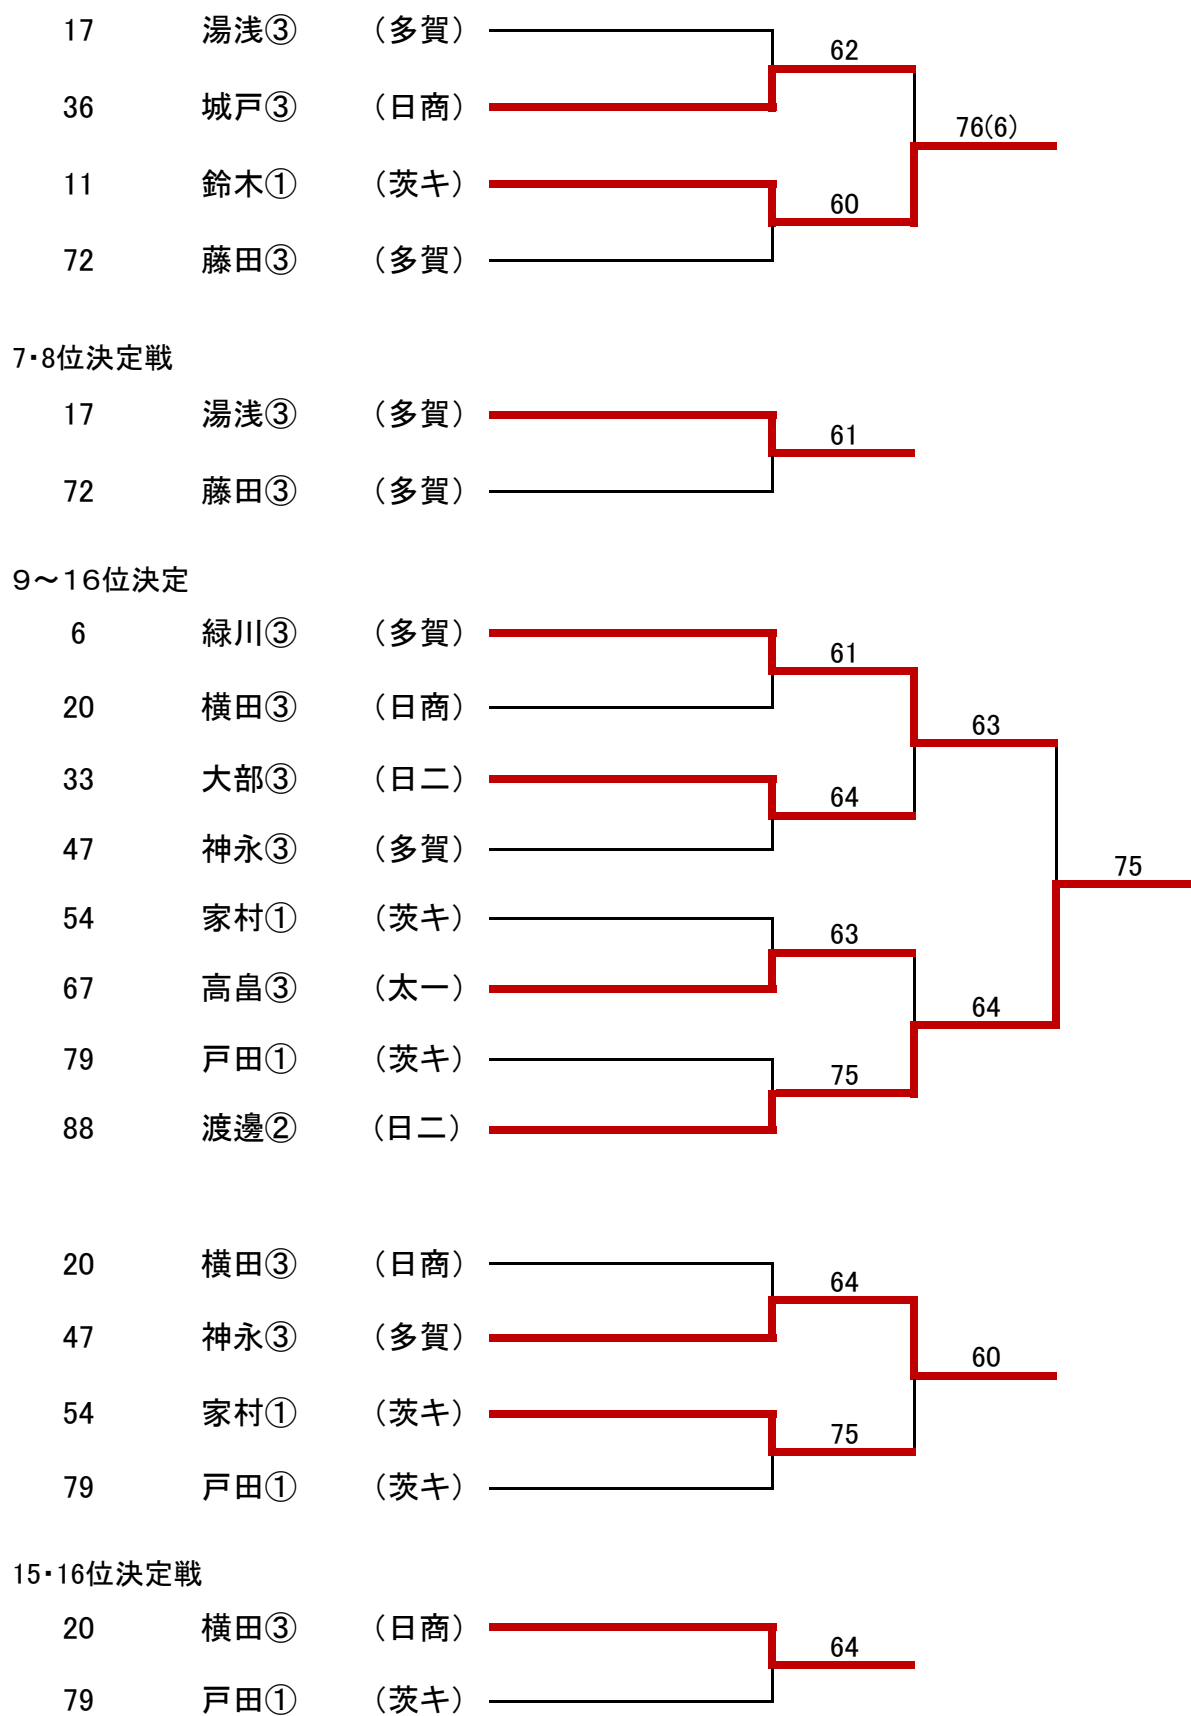 17 湯浅③ （多賀）
62
36 城戸③ （日商）
76(6)
11 鈴木① （茨キ）
60
72 藤田③ （多賀）
7・8位決定戦
17 湯浅③ （多賀）
61
72 藤田③ （多賀）
９～１６位決定
6 緑川③ （多賀）
61
20 横田③ （日商）
63
33 大部③ （日二）
64
47 神永③ （多賀）
75
54 家村① （茨キ）
63
67 高畠③ （太一）
64
79 戸田① （茨キ）
75
88 渡邊② （日二）
20 横田③ （日商）
64
47 神永③ （多賀）
60
54 家村① （茨キ）
75
79 戸田① （茨キ）
15・16位決定戦
20 横田③ （日商）
64
79 戸田① （茨キ）